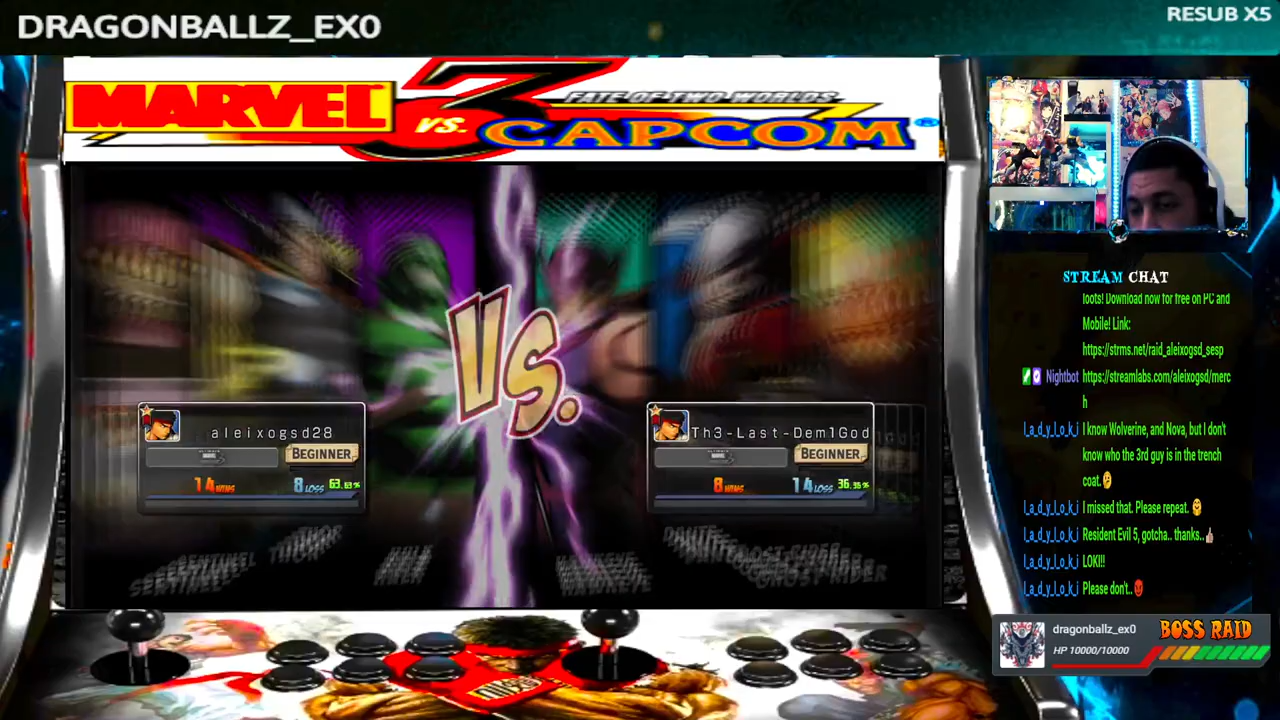 DRAGONBALLZ_EX0
RESUB X5
MARVEL
VS.
3
FATE OF TWO WORLDS
CAPCOM®
VS.
aleixogsd28
BEGINNER
14 WINS 8 LOSS 63.63%
Th3-Last-Dem1God
BEGINNER
8 WINS 14 LOSS 36.36%
SENTINEL
THOR
HULK
HAWKEYE
DANTE
GHOST RIDER
STREAM CHAT
loots! Download now for free on PC and
Mobile! Link:
https://strms.net/raid_aleixogsd_sesp
Nightbot https://streamlabs.com/aleixogsd/merc
h
l_a_d_y_l_o_k_i I know Wolverine, and Nova, but I don't
know who the 3rd guy is in the trench
coat.🤔
l_a_d_y_l_o_k_i I missed that. Please repeat.
l_a_d_y_l_o_k_i Resident Evil 5, gotcha.. thanks..👍
l_a_d_y_l_o_k_i LOKI!!
l_a_d_y_l_o_k_i Please don't..
dragonballz_ex0
BOSS RAID
HP 10000/10000